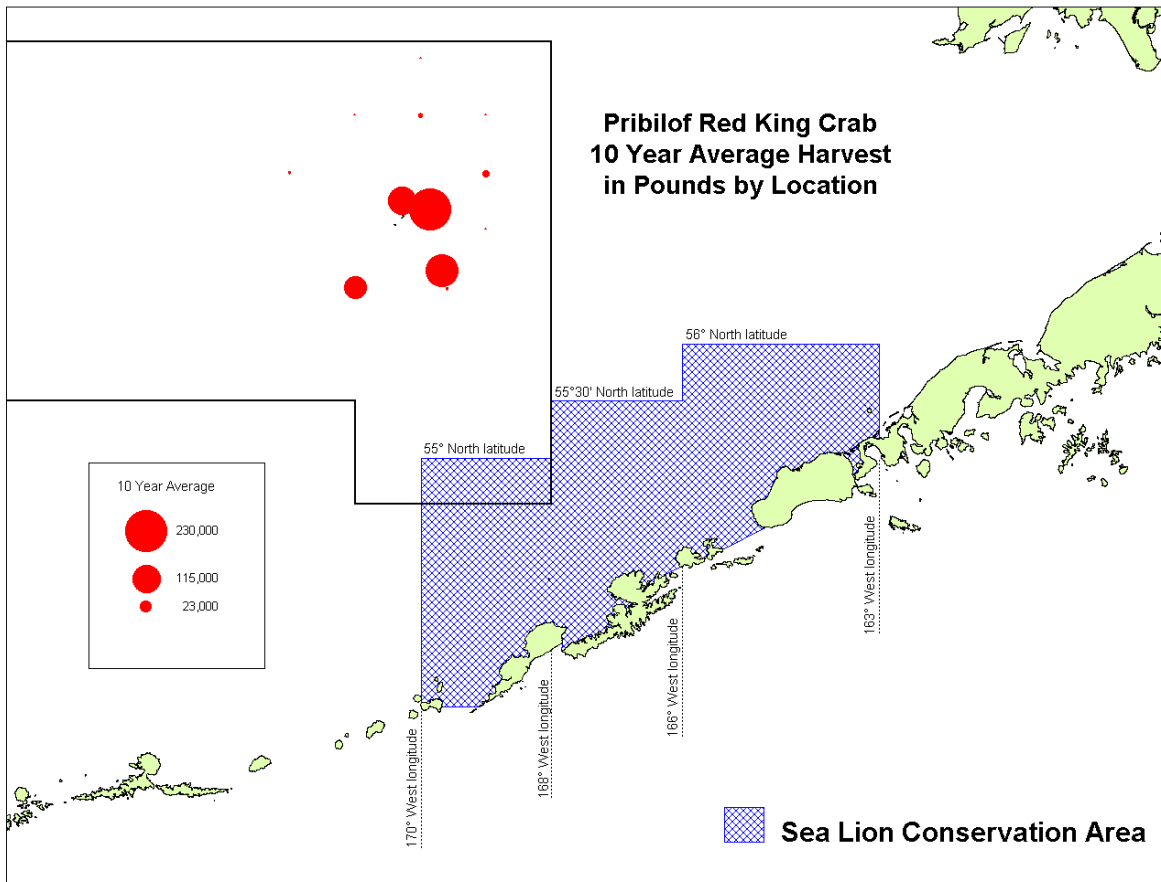 Pribilof Red King Crab
10 Year Average Harvest
in Pounds by Location
56° North latitude
55°30' North latitude
55° North latitude
10 Year Average
230,000
115,000
23,000
170° West longitude
168° West longitude
166° West longitude
163° West longitude
Sea Lion Conservation Area